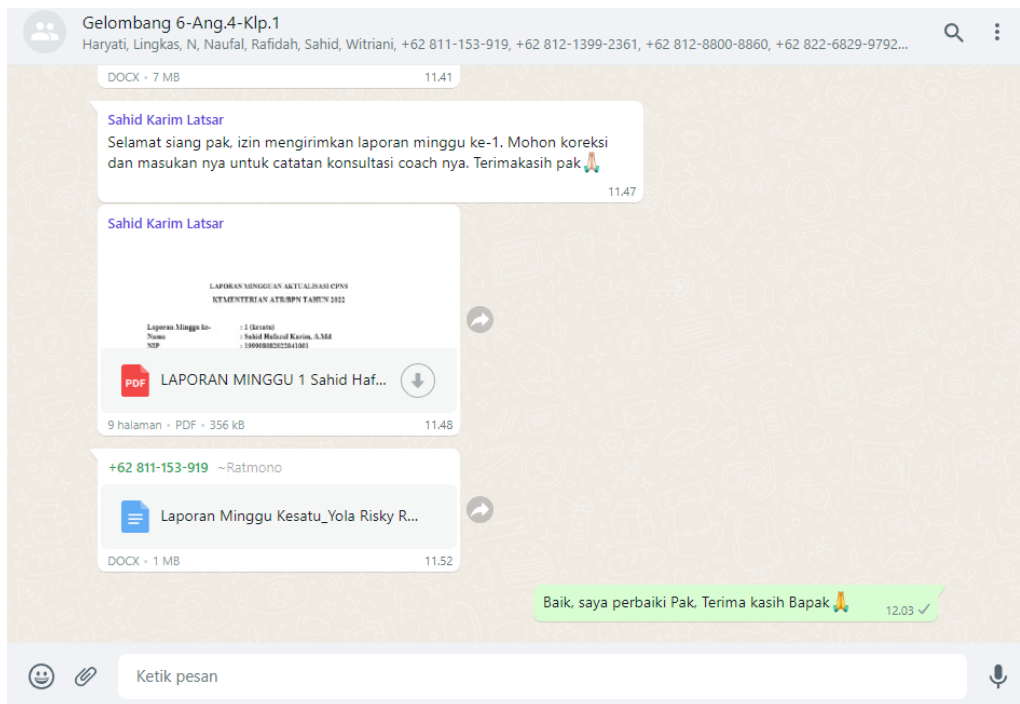 Gelombang 6-Ang.4-Klp.1
Haryati, Lingkas, N, Naufal, Rafidah, Sahid, Witriani, +62 811-153-919, +62 812-1399-2361, +62 812-8800-8860, +62 822-6829-9792...
DOCX • 7 MB 11.41
Sahid Karim Latsar
Selamat siang pak, izin mengirimkan laporan minggu ke-1. Mohon koreksi
dan masukan nya untuk catatan konsultasi coach nya. Terimakasih pak🙏🏻
11.47
Sahid Karim Latsar
LAPORAN MINGGUAN AKTUALISASI CPNS
KEMENTERIAN ATR/BPN TAHUN 2022
Laporan Minggu ke- : 1 (kesatu)
Nama : Sahid Hafizul Karim, A.Md
NIP
PDF LAPORAN MINGGU 1 Sahid Haf...
9 halaman • PDF • 356 kB 11.48
+62 811-153-919 ~Ratmono
Laporan Minggu Kesatu_Yola Risky R...
DOCX • 1 MB 11.52
Baik, saya perbaiki Pak, Terima kasih Bapak🙏
12.03
Ketik pesan